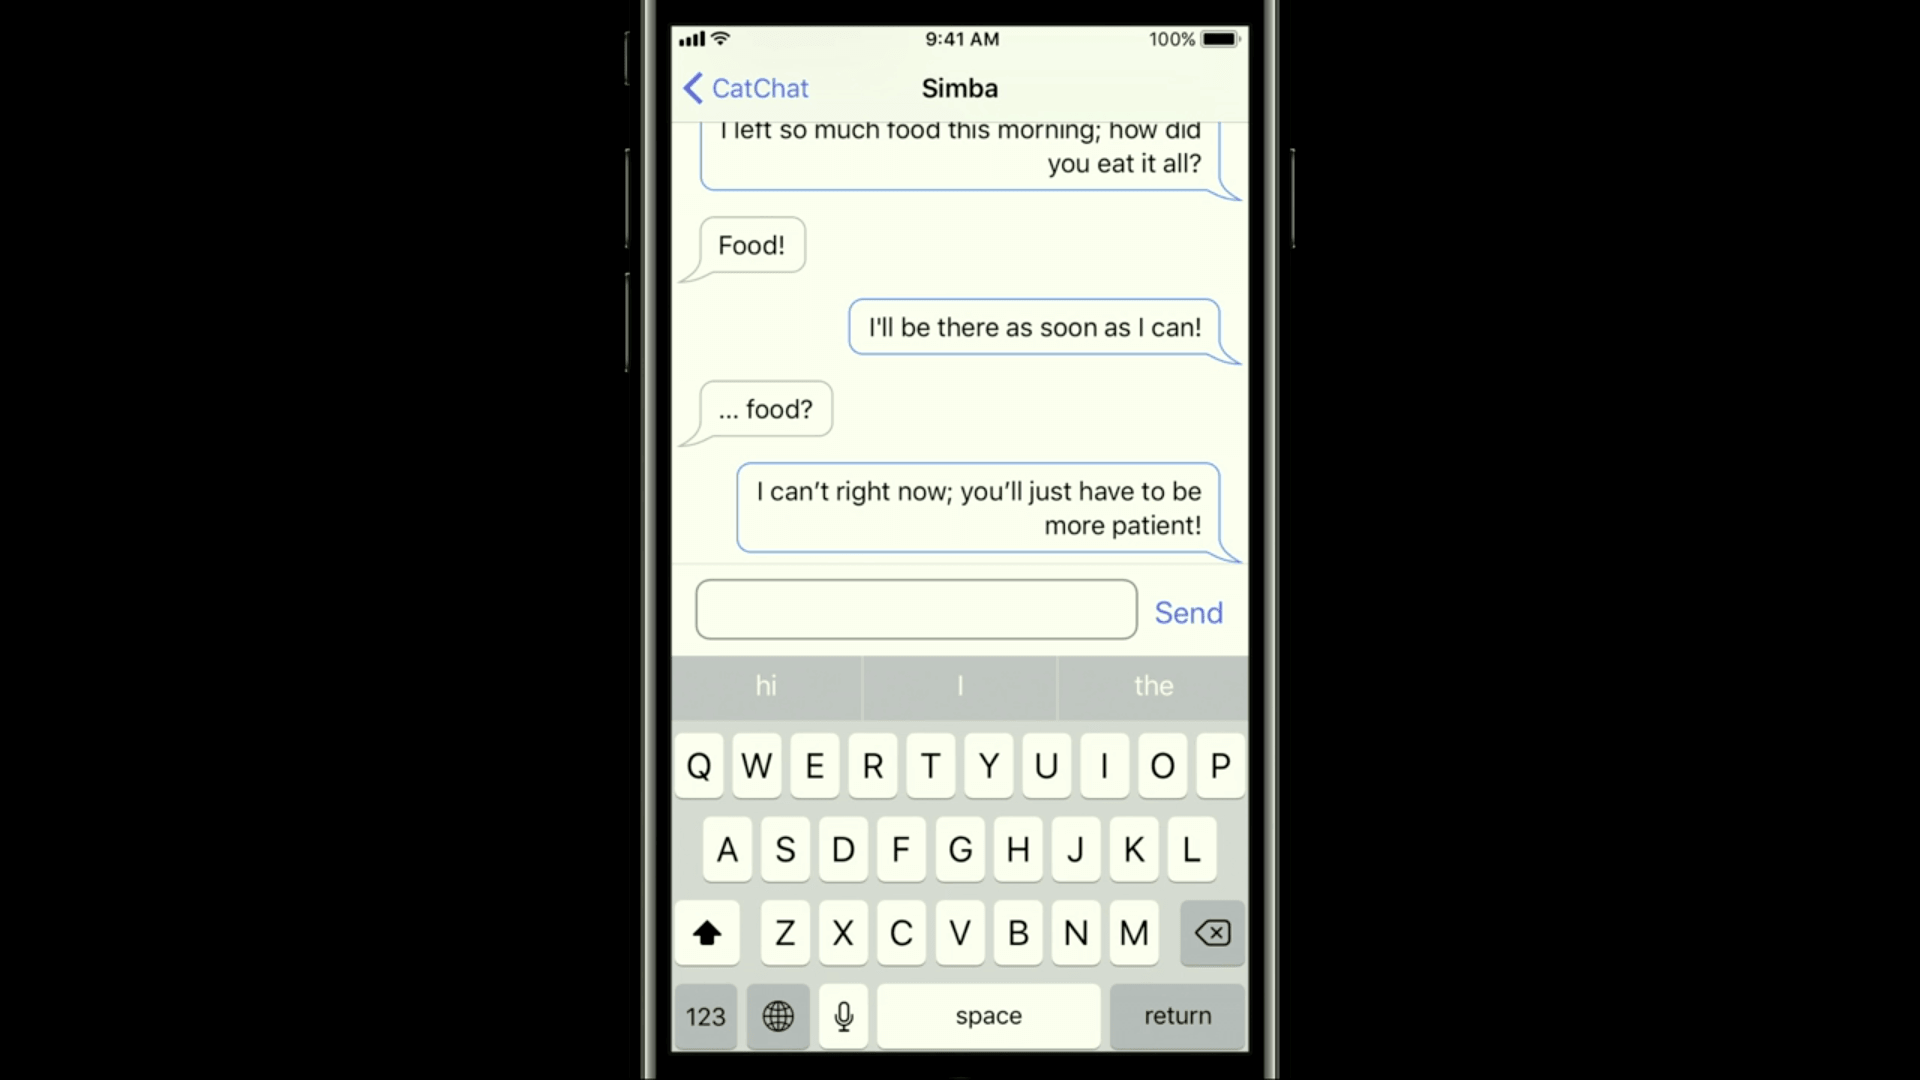 9:41 AM
100%
CatChat
Simba
I left so much food this morning; how did
you eat it all?
Food!
I'll be there as soon as I can!
... food?
I can’t right now; you’ll just have to be
more patient!
Send
hi I the
Q W E R T Y U I O P
A S D F G H J K L
Z X C V B N M
123 space return